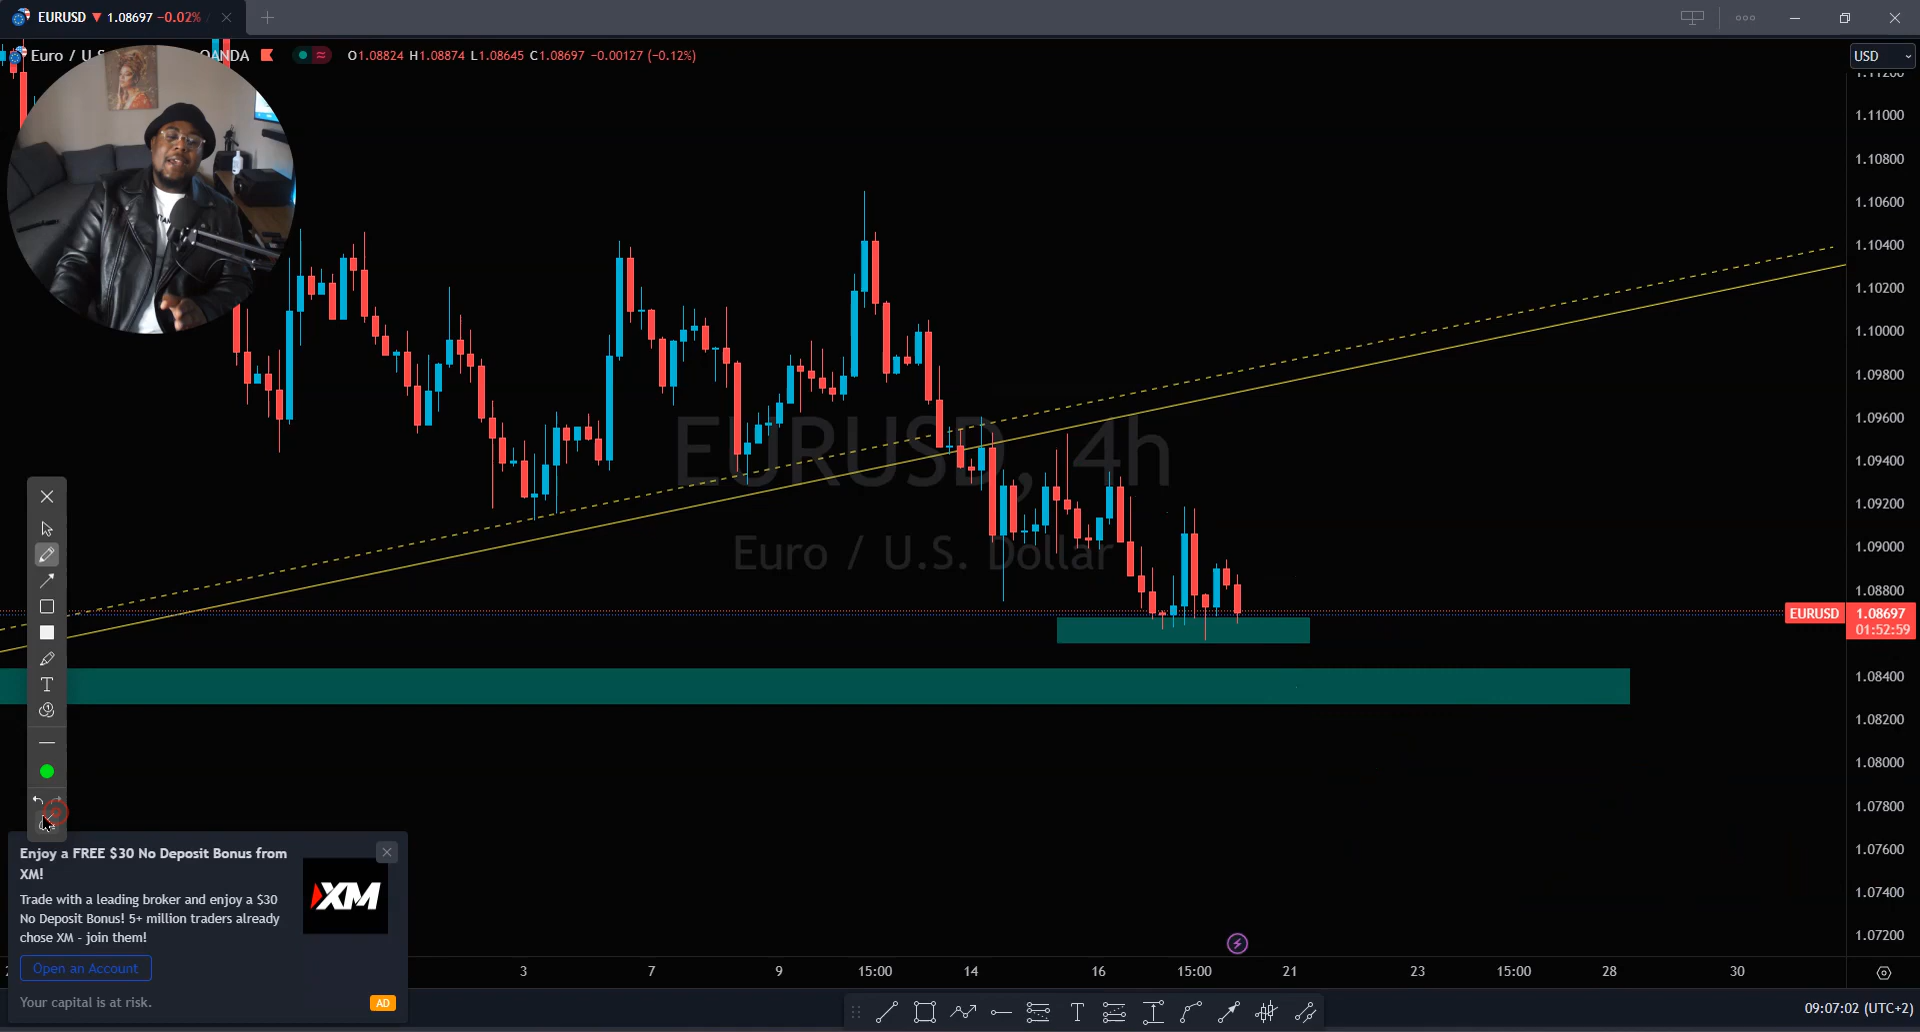 EURUSD ▼ 1.08697 −0.02%
Euro / U.S. OANDA
O1.08824 H1.08874 L1.08645 C1.08697 −0.00127 (−0.12%)
USD
1.11200
1.11000
1.10800
1.10600
1.10400
1.10200
1.10000
1.09800
1.09600
1.09400
1.09200
1.09000
1.08800
EURUSD 1.08697
01:52:59
1.08400
1.08200
1.08000
1.07800
1.07600
1.07400
1.07200
EURUSD, 4h
Euro / U.S. Dollar
T
Enjoy a FREE $30 No Deposit Bonus from
XM!
Trade with a leading broker and enjoy a $30
No Deposit Bonus! 5+ million traders already
chose XM - join them!
XM
Open an Account
Your capital is at risk.
AD
3 7 9 15:00 14 16 15:00 21 23 15:00 28 30
T
09:07:02 (UTC+2)